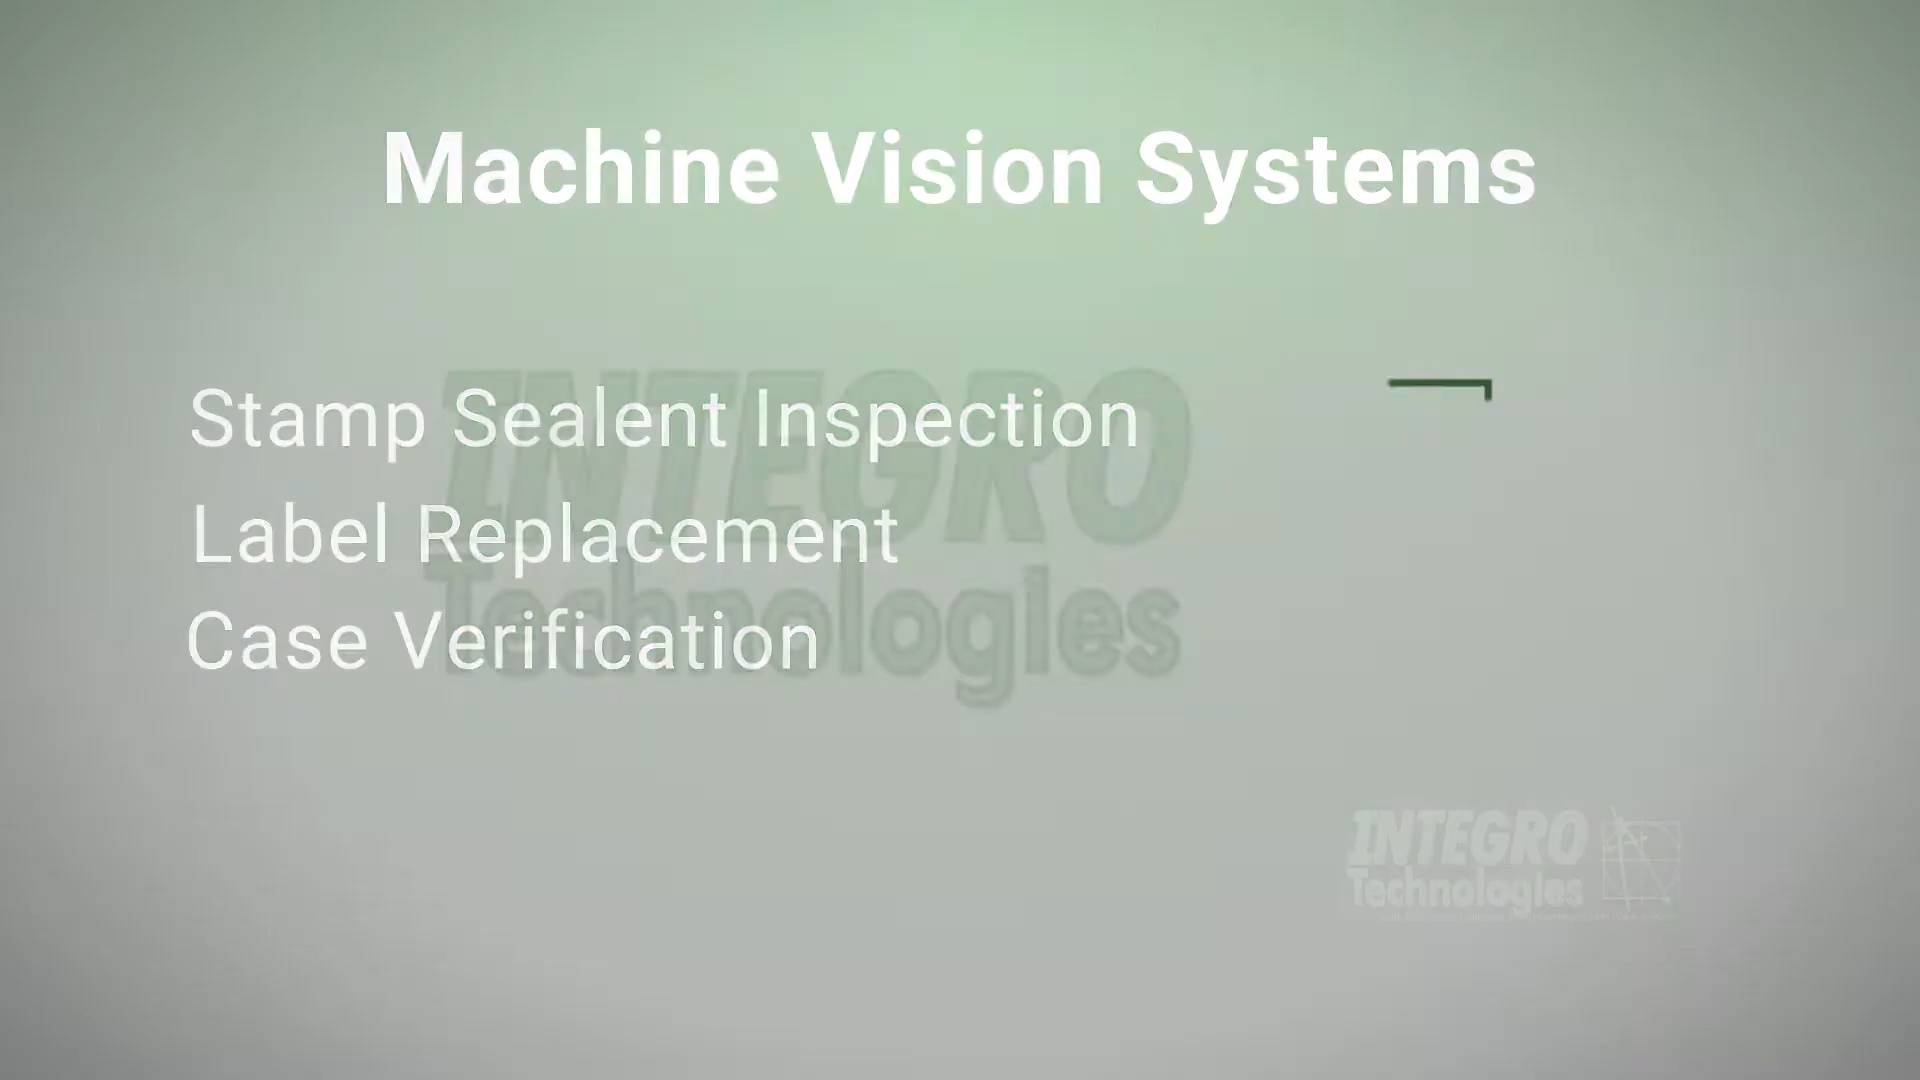 Machine Vision Systems
Stamp Sealent Inspection
Label Replacement
Case Verification
INTEGRO
Technologies
INTEGRO
Technologies